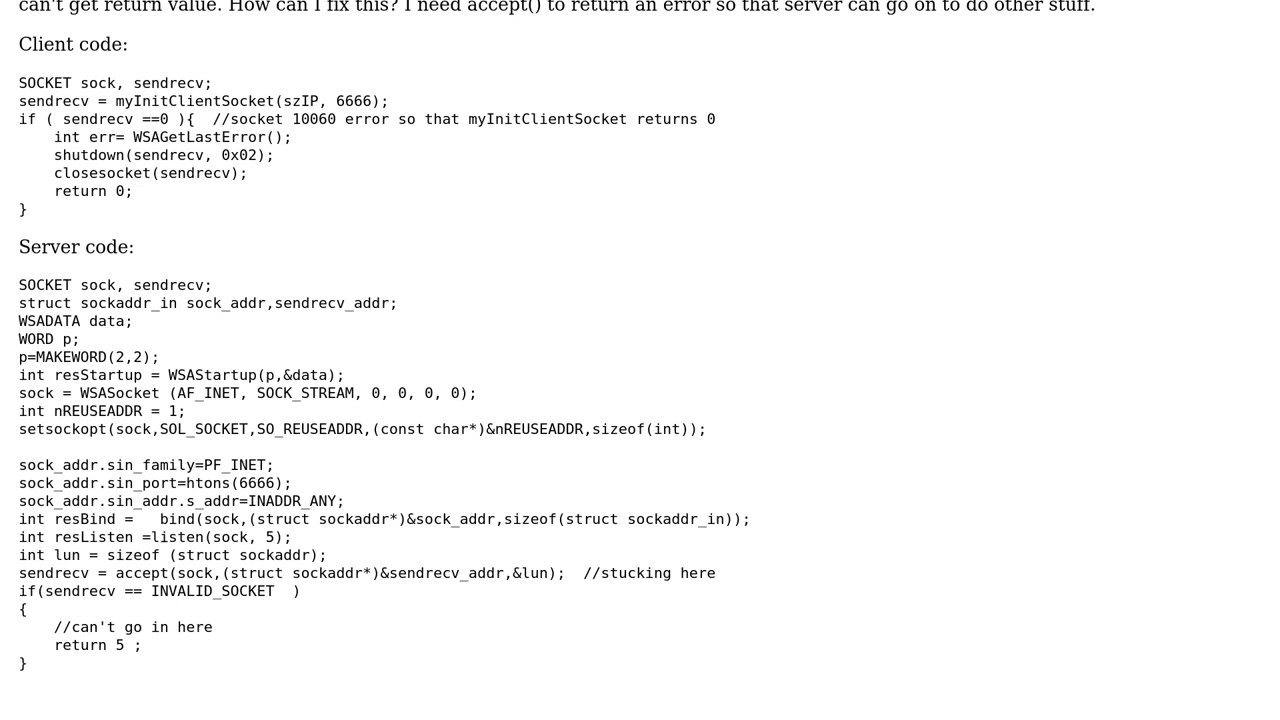 can't get return value. How can I fix this? I need accept() to return an error so that server can go on to do other stuff.
Client code:
SOCKET sock, sendrecv;
sendrecv = myInitClientSocket(szIP, 6666);
if ( sendrecv ==0 ){  //socket 10060 error so that myInitClientSocket returns 0
    int err= WSAGetLastError();
    shutdown(sendrecv, 0x02);
    closesocket(sendrecv);
    return 0;
}
Server code:
SOCKET sock, sendrecv;
struct sockaddr_in sock_addr,sendrecv_addr;
WSADATA data;
WORD p;
p=MAKEWORD(2,2);
int resStartup = WSAStartup(p,&data);
sock = WSASocket (AF_INET, SOCK_STREAM, 0, 0, 0, 0);
int nREUSEADDR = 1;
setsockopt(sock,SOL_SOCKET,SO_REUSEADDR,(const char*)&nREUSEADDR,sizeof(int));
sock_addr.sin_family=PF_INET;
sock_addr.sin_port=htons(6666);
sock_addr.sin_addr.s_addr=INADDR_ANY;
int resBind =   bind(sock,(struct sockaddr*)&sock_addr,sizeof(struct sockaddr_in));
int resListen =listen(sock, 5);
int lun = sizeof (struct sockaddr);
sendrecv = accept(sock,(struct sockaddr*)&sendrecv_addr,&lun);  //stucking here
if(sendrecv == INVALID_SOCKET  )
{
    //can't go in here
    return 5 ;
}